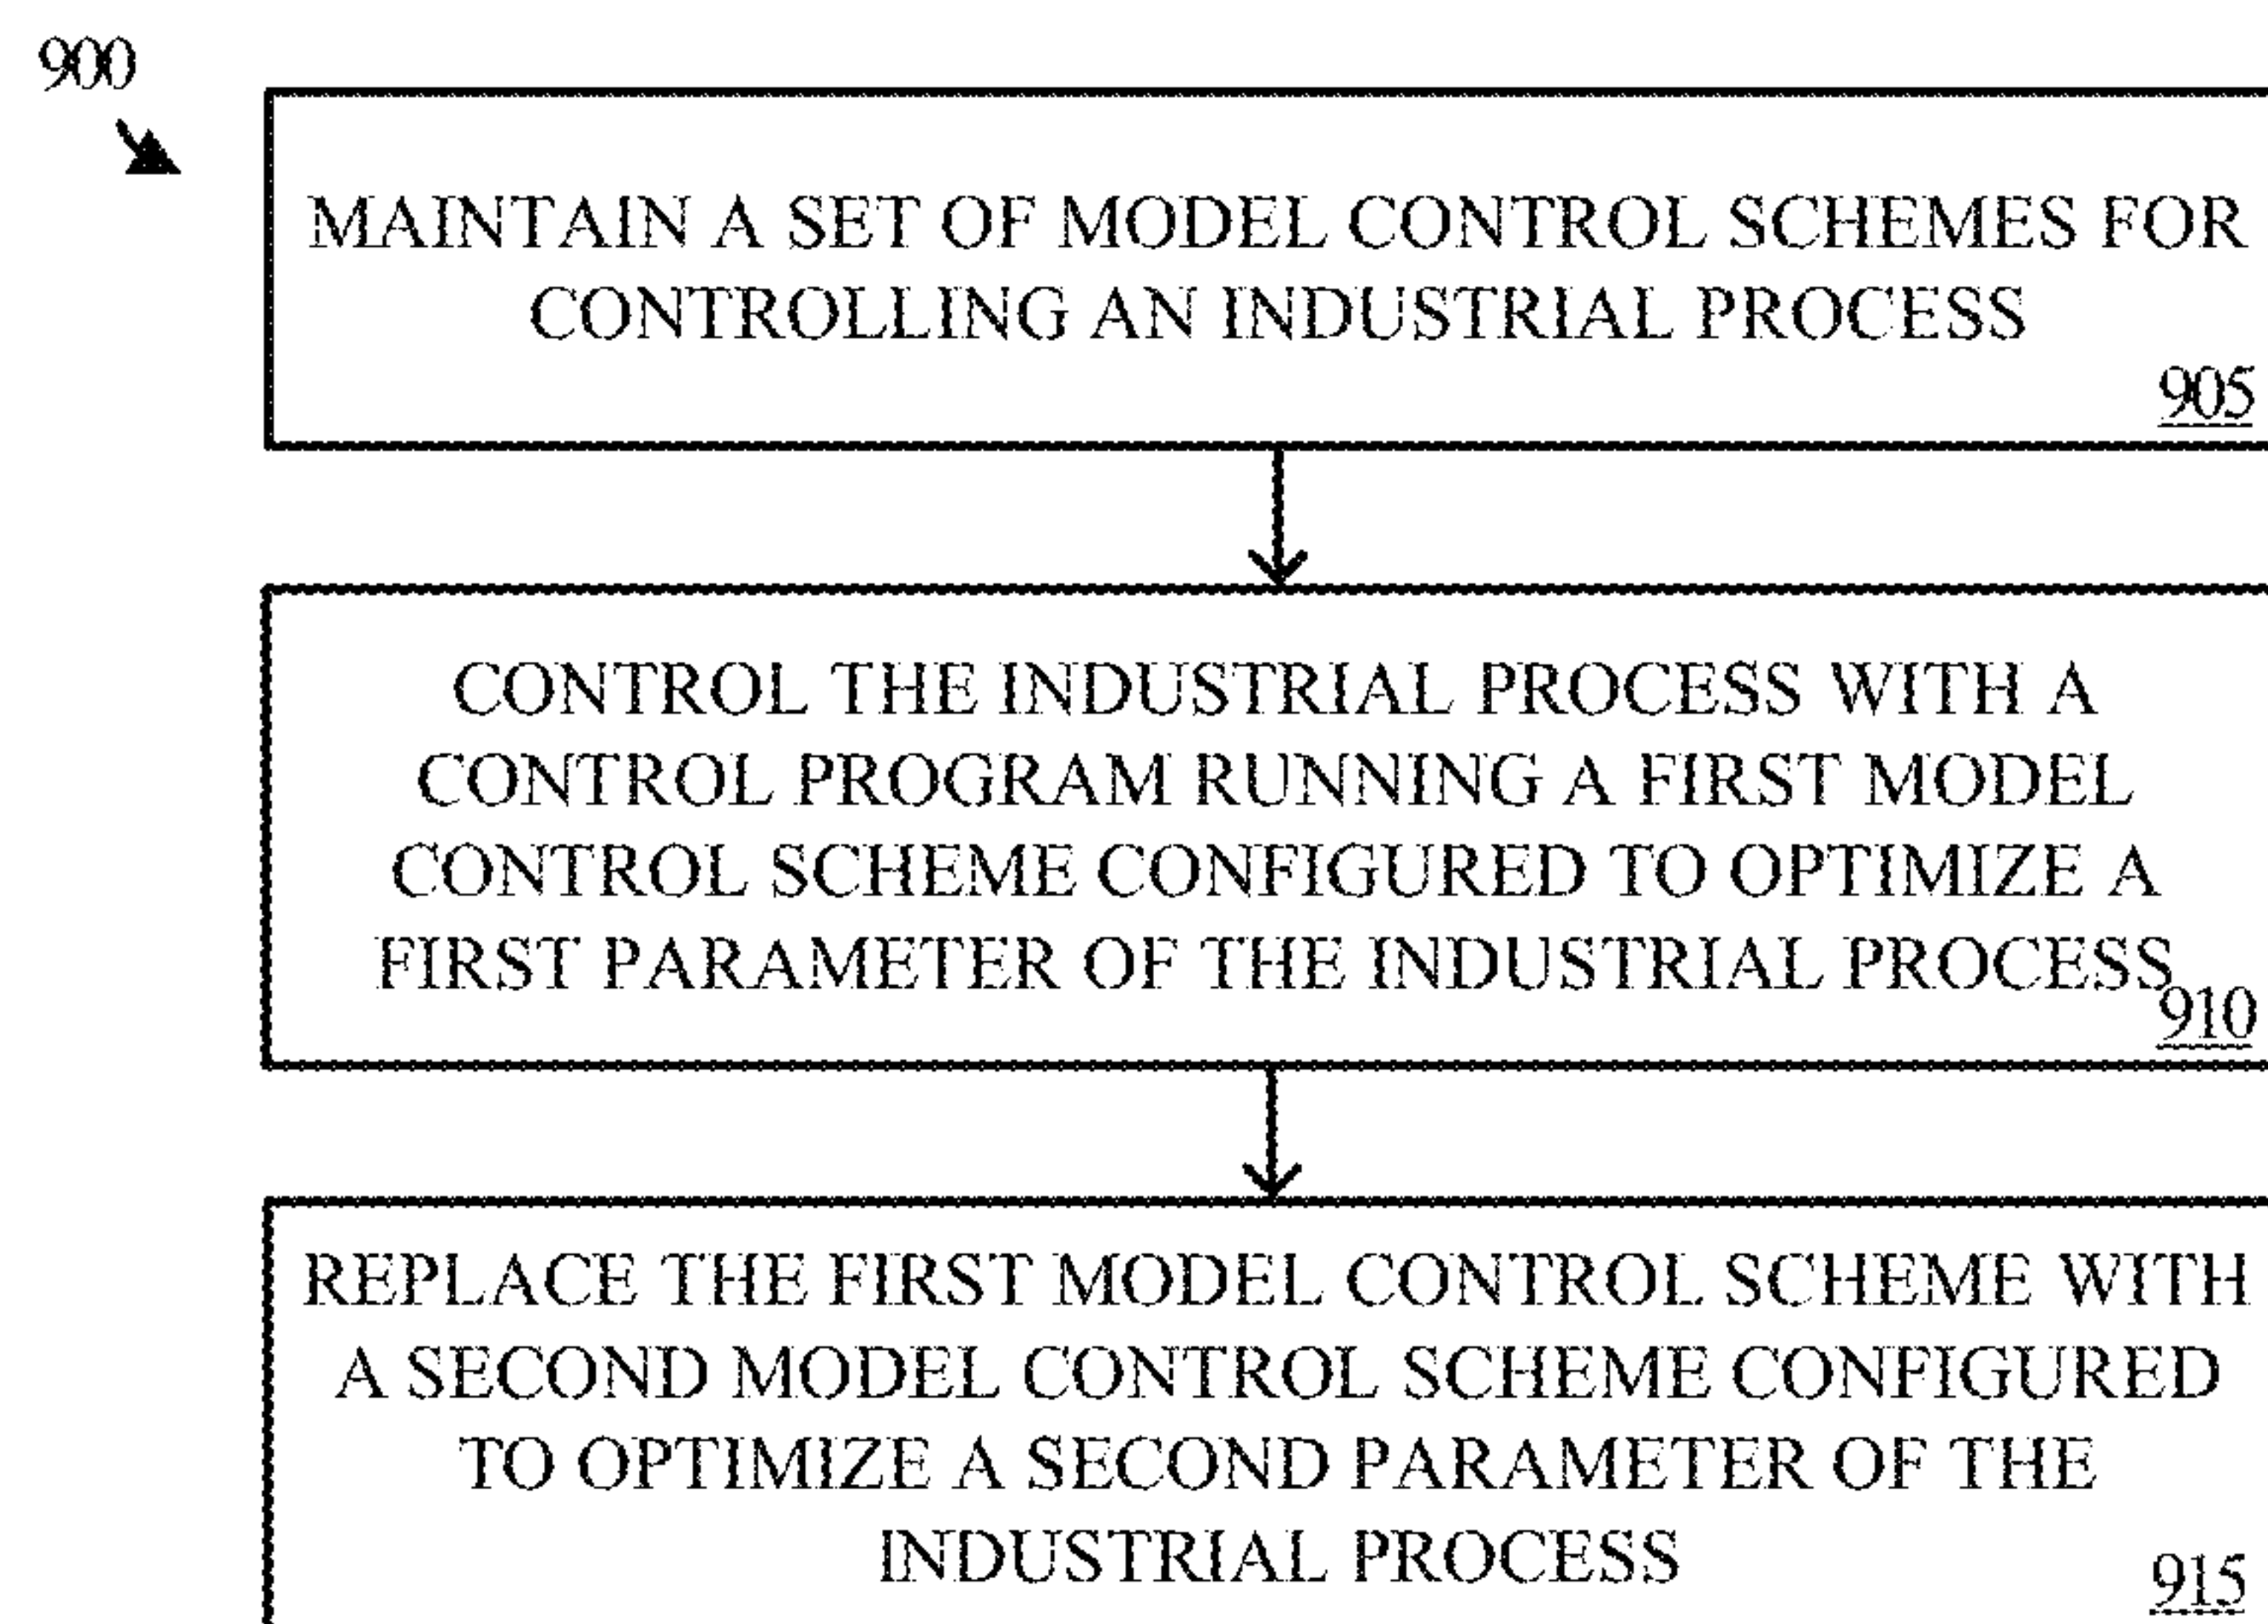 900
MAINTAIN A SET OF MODEL CONTROL SCHEMES FOR
CONTROLLING AN INDUSTRIAL PROCESS
905
CONTROL THE INDUSTRIAL PROCESS WITH A
CONTROL PROGRAM RUNNING A FIRST MODEL
CONTROL SCHEME CONFIGURED TO OPTIMIZE A
FIRST PARAMETER OF THE INDUSTRIAL PROCESS
910
REPLACE THE FIRST MODEL CONTROL SCHEME WITH
A SECOND MODEL CONTROL SCHEME CONFIGURED
TO OPTIMIZE A SECOND PARAMETER OF THE
INDUSTRIAL PROCESS
915